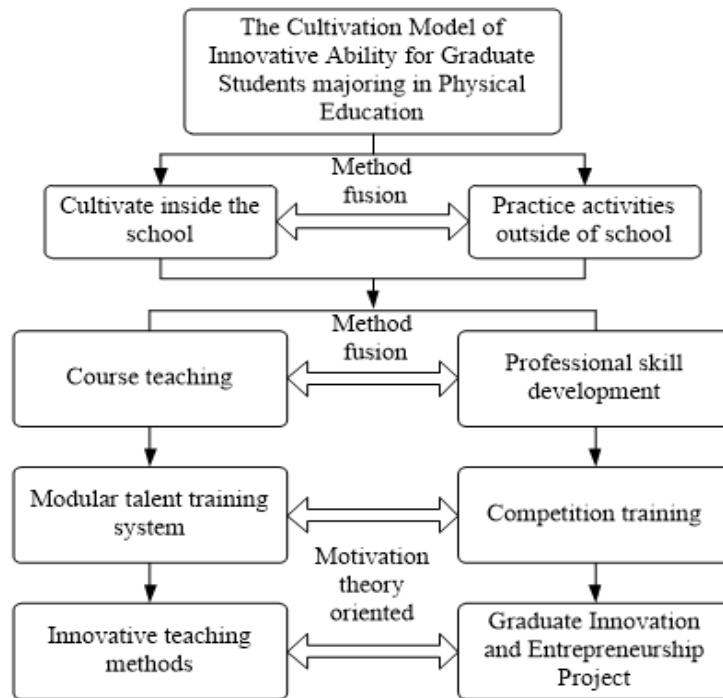 The Cultivation Model of
Innovative Ability for Graduate
Students majoring in Physical
Education
Method
fusion
Cultivate inside the
school
Practice activities
outside of school
Method
fusion
Course teaching
Professional skill
development
Modular talent training
system
Competition training
Motivation
theory
oriented
Innovative teaching
methods
Graduate Innovation
and Entrepreneurship
Project